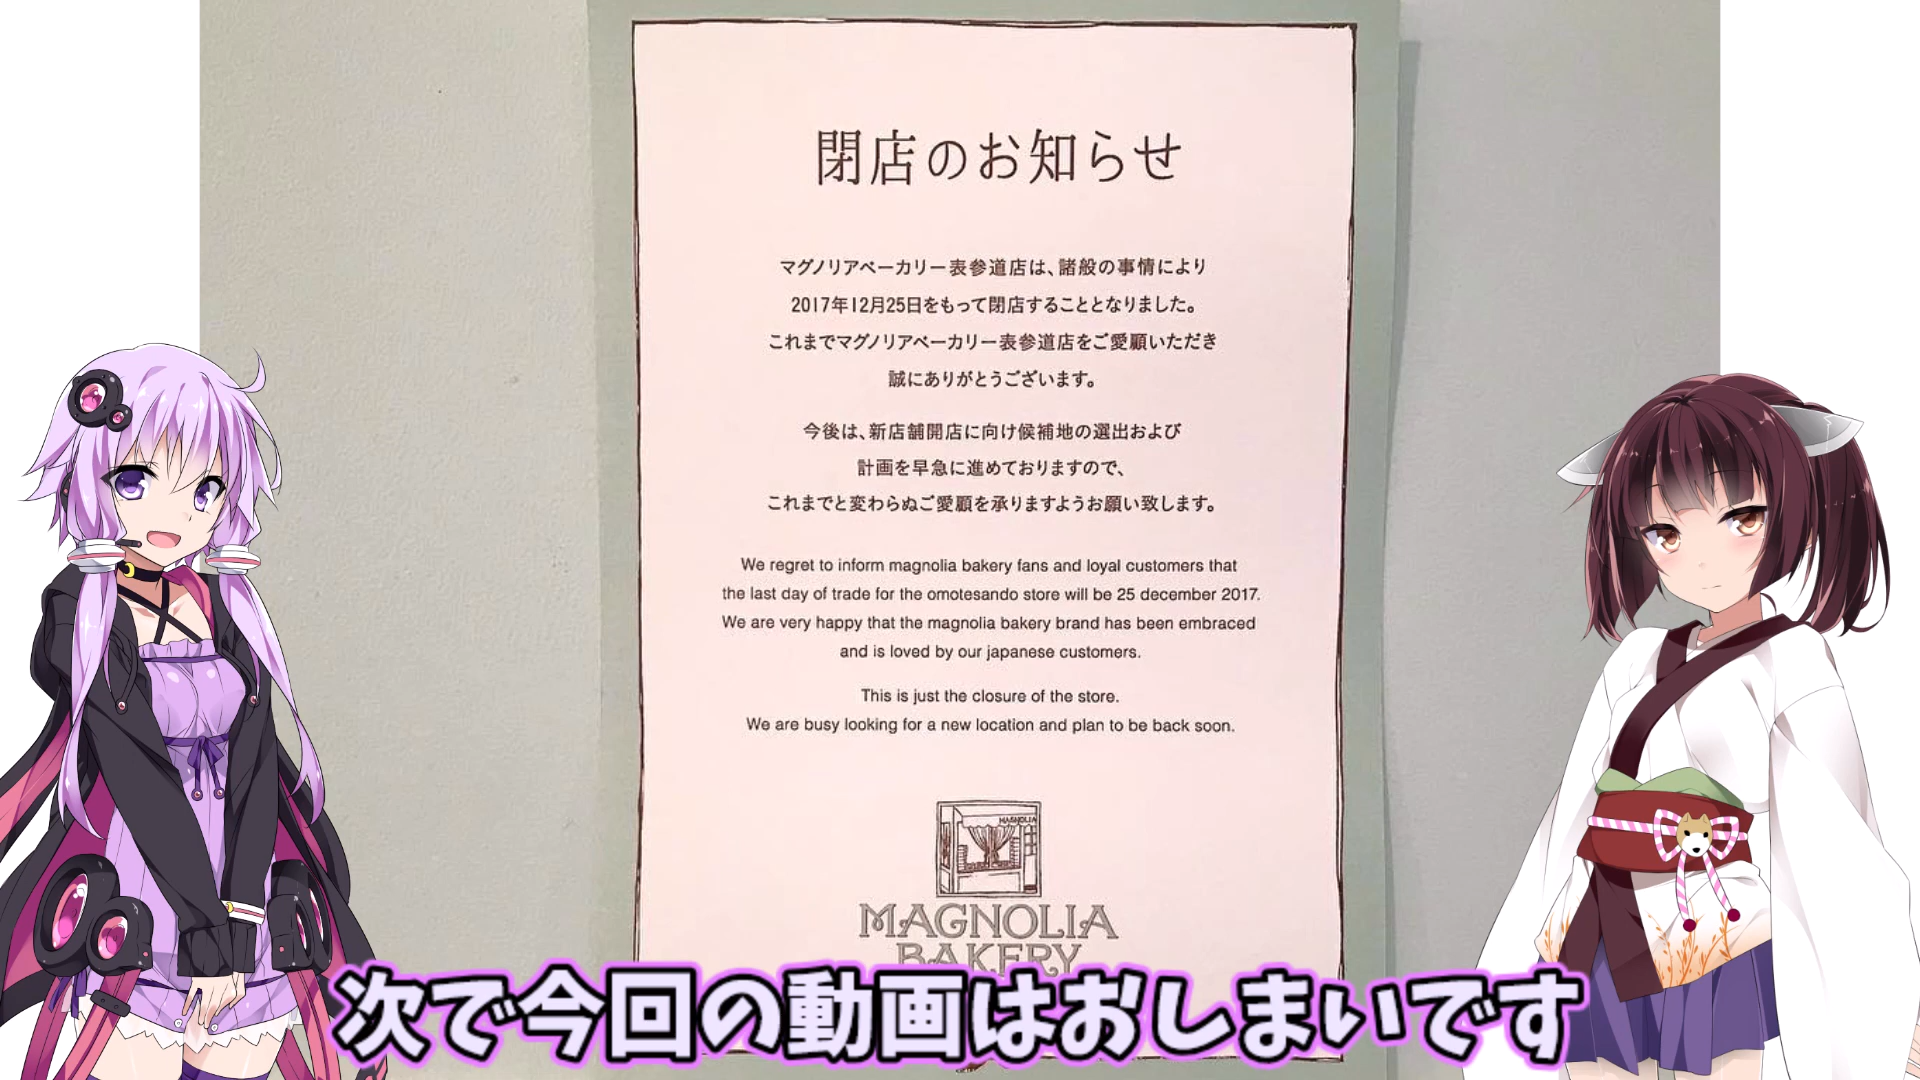 閉店のお知らせ
マグノリアベーカリー表参道店は、諸般の事情により
2017年12月25日をもって閉店することとなりました。
これまでマグノリアベーカリー表参道店をご愛顧いただき
誠にありがとうございます。
今後は、新店舗開店に向け候補地の選出および
計画を早急に進めておりますので、
これまでと変わらぬご愛顧を承りますようお願い致します。
We regret to inform magnolia bakery fans and loyal customers that
the last day of trade for the omotesando store will be 25 december 2017.
We are very happy that the magnolia bakery brand has been embraced
and is loved by our japanese customers.
This is just the closure of the store.
We are busy looking for a new location and plan to be back soon.
MAGNOLIA
MAGNOLIA
BAKERY
次で今回の動画はおしまいです